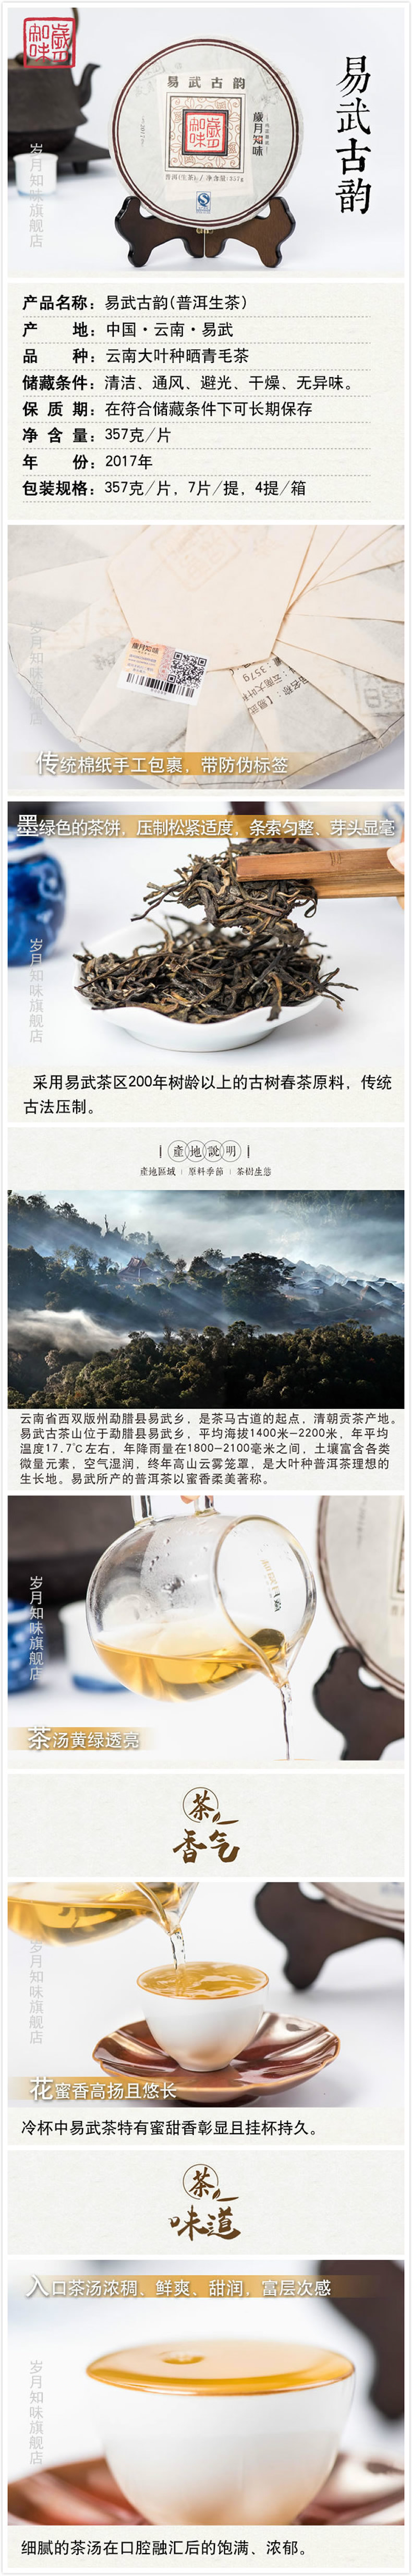 歲月知味
易武古韵
歲月知味
普洱(生茶) / 净含量:357g
易武古韵
岁月知味旗舰店
产品名称：易武古韵(普洱生茶)
产地：中国·云南·易武
品种：云南大叶种晒青毛茶
储藏条件：清洁、通风、避光、干燥、无异味。
保质期：在符合储藏条件下可长期保存
净含量：357克/片
年份：2017年
包装规格：357克/片，7片/提，4提/箱
岁月知味旗舰店
歲月知味
357g
云南大叶种
传统棉纸手工包裹，带防伪标签
墨绿色的茶饼，压制松紧适度，条索匀整、芽头显毫
岁月知味旗舰店
采用易武茶区200年树龄以上的古树春茶原料，传统
古法压制。
產地說明
產地區域 | 原料季節 | 茶樹生態
云南省西双版州勐腊县易武乡，是茶马古道的起点，清朝贡茶产地。
易武古茶山位于勐腊县易武乡，平均海拔1400米-2200米，年平均
温度17.7℃左右，年降雨量在1800-2100毫米之间，土壤富含各类
微量元素，空气湿润，终年高山云雾笼罩，是大叶种普洱茶理想的
生长地。易武所产的普洱茶以蜜香柔美著称。
岁月知味旗舰店
茶汤黄绿透亮
茶
香气
岁月知味旗舰店
花蜜香高扬且悠长
冷杯中易武茶特有蜜甜香彰显且挂杯持久。
茶
味道
入口茶汤浓稠、鲜爽、甜润，富层次感
岁月知味旗舰店
细腻的茶汤在口腔融汇后的饱满、浓郁。